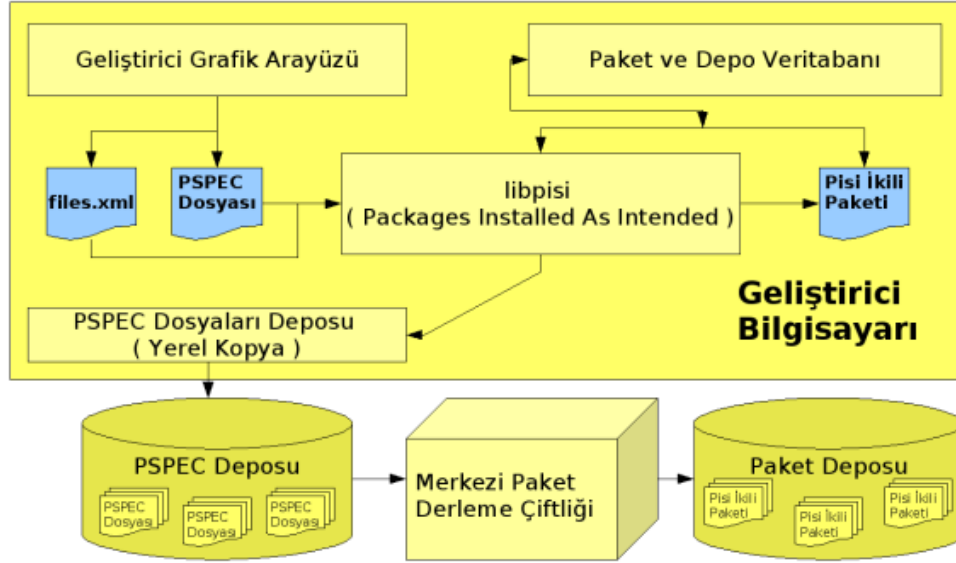 Geliştirici Grafik Arayüzü
Paket ve Depo Veritabanı
files.xml
PSPEC
Dosyası
libpisi
( Packages Installed As Intended )
Pisi İkili
Paketi
Geliştirici
Bilgisayarı
PSPEC Dosyaları Deposu
( Yerel Kopya )
PSPEC Deposu
PSPEC
Dosyası
PSPEC
Dosyası
PSPEC
Dosyası
Merkezi Paket
Derleme Çiftliği
Paket Deposu
Pisi İkili
Paketi
Pisi İkili
Paketi
Pisi İkili
Paketi